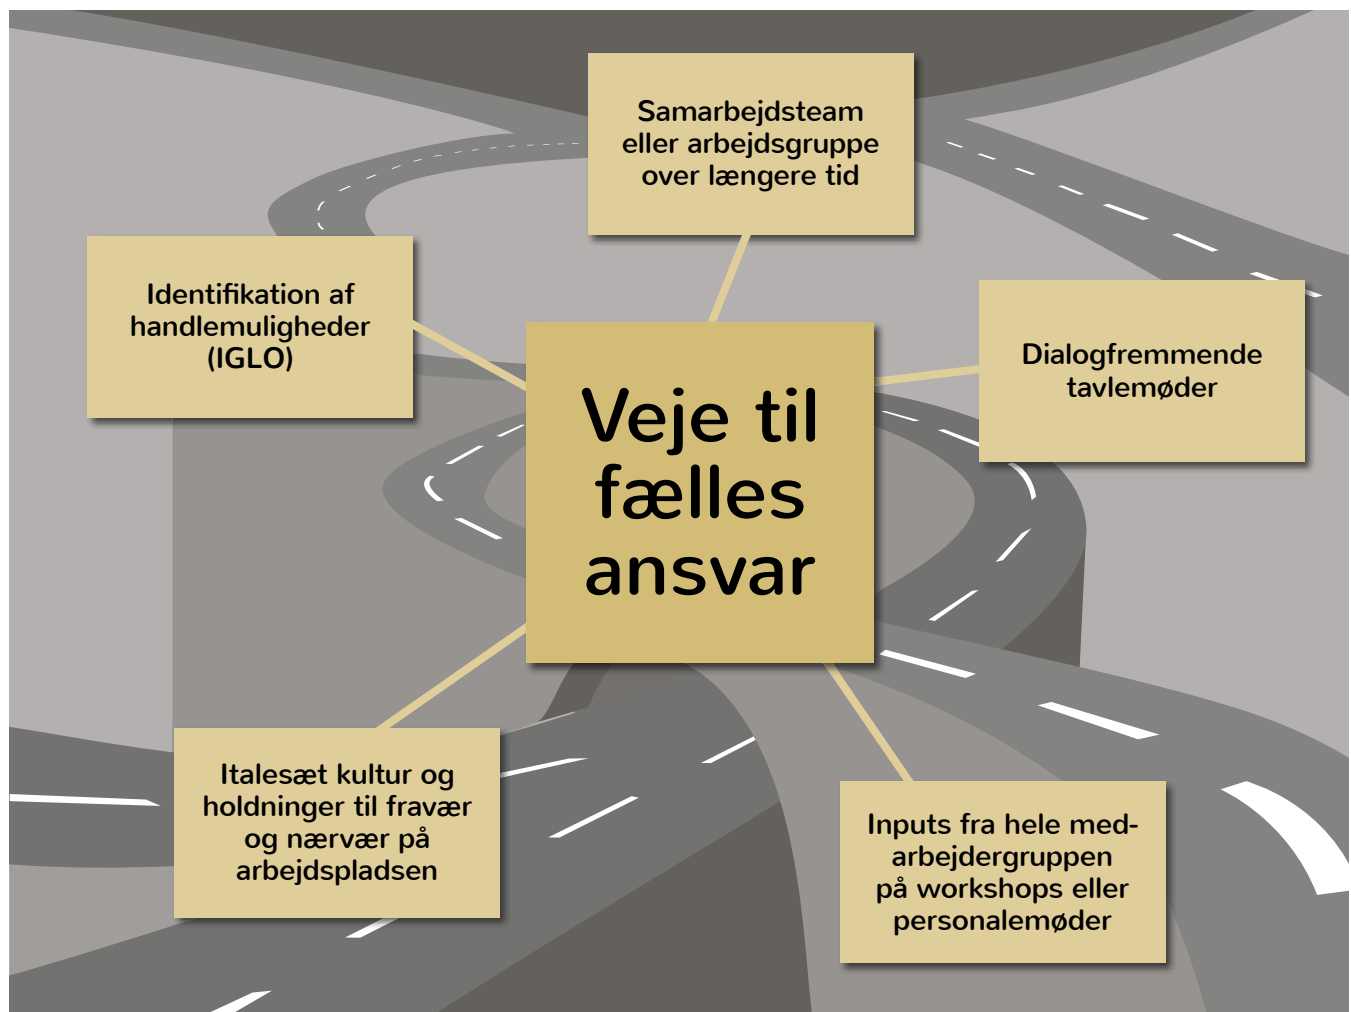 Samarbejdsteam
eller arbejdsgruppe
over længere tid
Identifikation af
handlemuligheder
(IGLO)
Dialogfremmende
tavlemøder
Veje til
fælles
ansvar
Italesæt kultur og
holdninger til fravær
og nærvær på
arbejdspladsen
Inputs fra hele med-
arbejdergruppen
på workshops eller
personalemøder